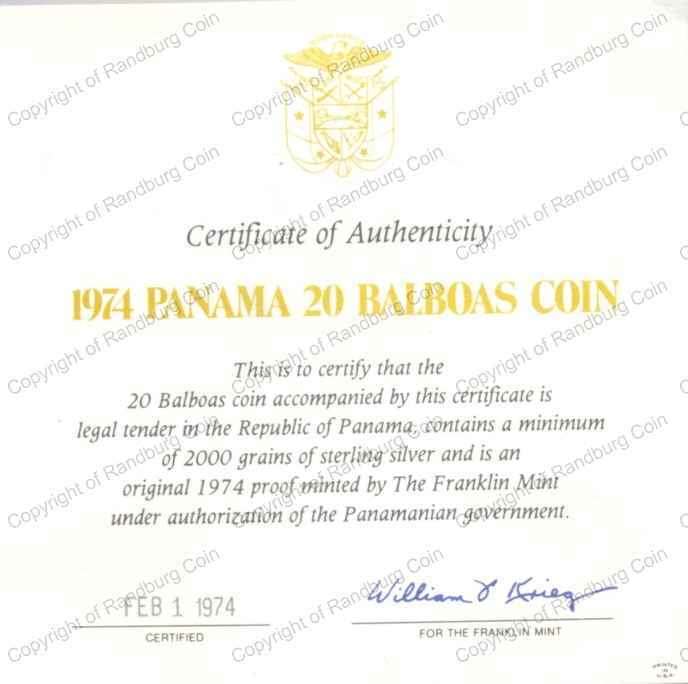 Certificate of Authenticity
1974 PANAMA 20 BALBOAS COIN
This is to certify that the
20 Balboas coin accompanied by this certificate is
legal tender in the Republic of Panama, contains a minimum
of 2000 grains of sterling silver and is an
original 1974 proof minted by The Franklin Mint
under authorization of the Panamanian government.
FEB 1 1974
CERTIFIED
William T Krieg
FOR THE FRANKLIN MINT
PRINTED
IN
U.S.A.
Copyright of Randburg Coin